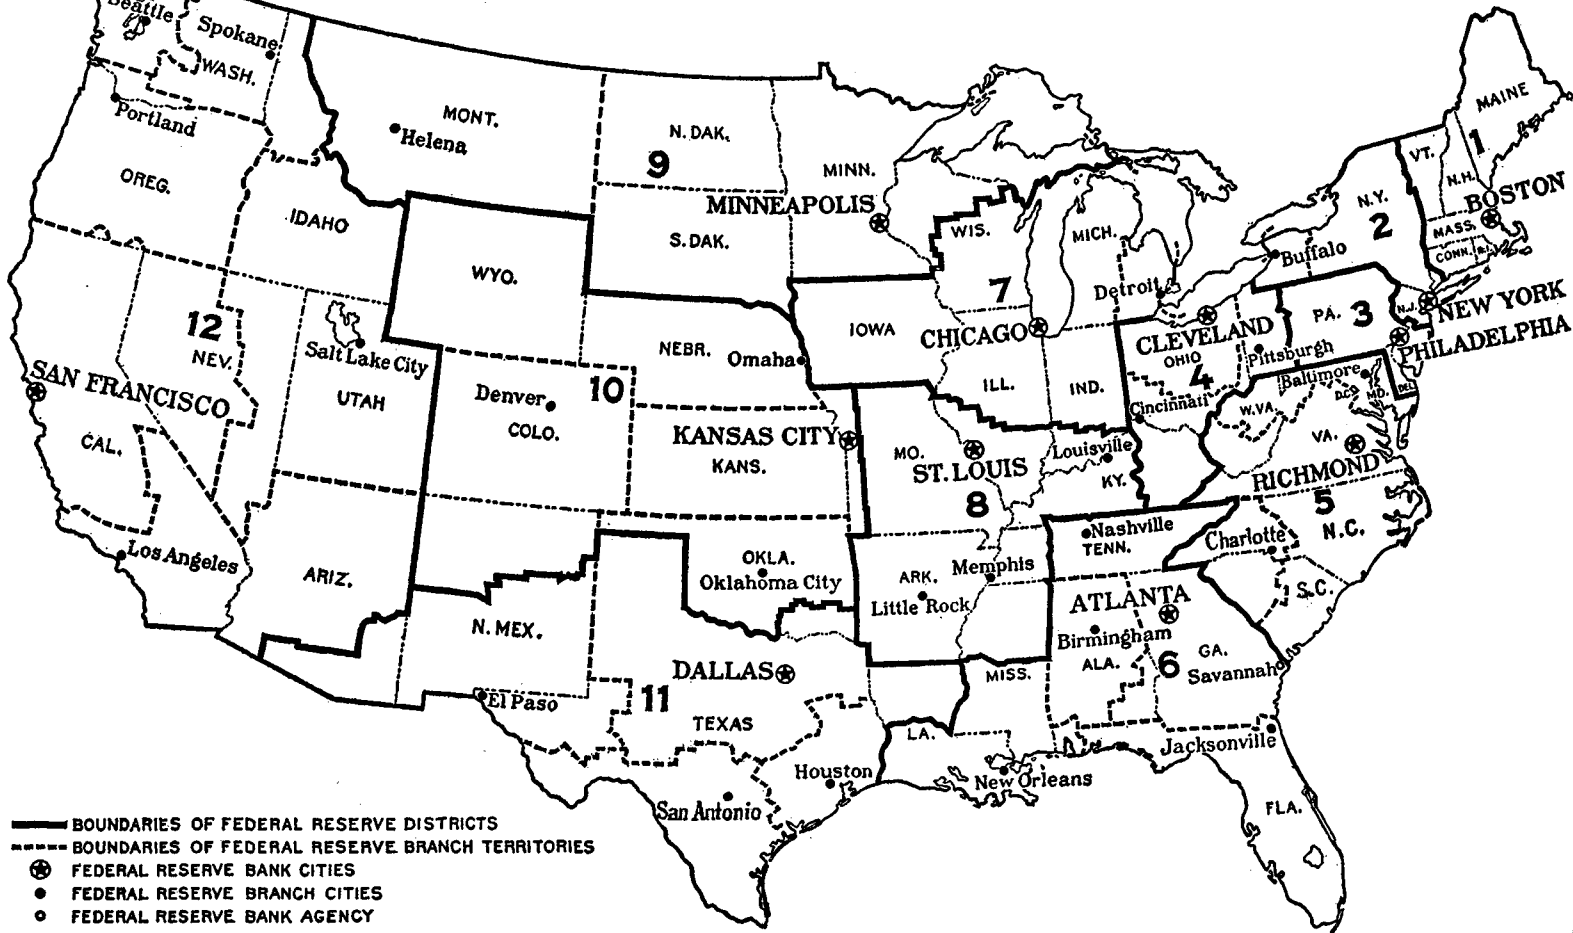 Seattle
Spokane
WASH.
Portland
OREG.
IDAHO
MONT.
Helena
N. DAK.
9
S. DAK.
MINN.
MINNEAPOLIS
WYO.
WIS.
MICH.
7
Detroit
MAINE
VT.
1
N.H.
BOSTON
MASS.
CONN.
R.I.
N.Y.
2
Buffalo
12
NEV.
Salt Lake City
UTAH
SAN FRANCISCO
CAL.
Los Angeles
ARIZ.
NEBR.
Omaha
10
Denver
COLO.
KANSAS CITY
KANS.
IOWA
CHICAGO
ILL.
IND.
CLEVELAND
OHIO
4
Cincinnati
Pittsburgh
PA.
3
N.J.
NEW YORK
PHILADELPHIA
Baltimore
D.C.
MD.
DEL.
W.VA.
VA.
RICHMOND
5
N.C.
Charlotte
S.C.
MO.
ST. LOUIS
8
Louisville
KY.
Nashville
TENN.
Memphis
ARK.
Little Rock
OKLA.
Oklahoma City
N. MEX.
El Paso
DALLAS
11
TEXAS
Houston
San Antonio
LA.
New Orleans
MISS.
ATLANTA
Birmingham
ALA.
6
GA.
Savannah
Jacksonville
FLA.
BOUNDARIES OF FEDERAL RESERVE DISTRICTS
BOUNDARIES OF FEDERAL RESERVE BRANCH TERRITORIES
FEDERAL RESERVE BANK CITIES
FEDERAL RESERVE BRANCH CITIES
FEDERAL RESERVE BANK AGENCY